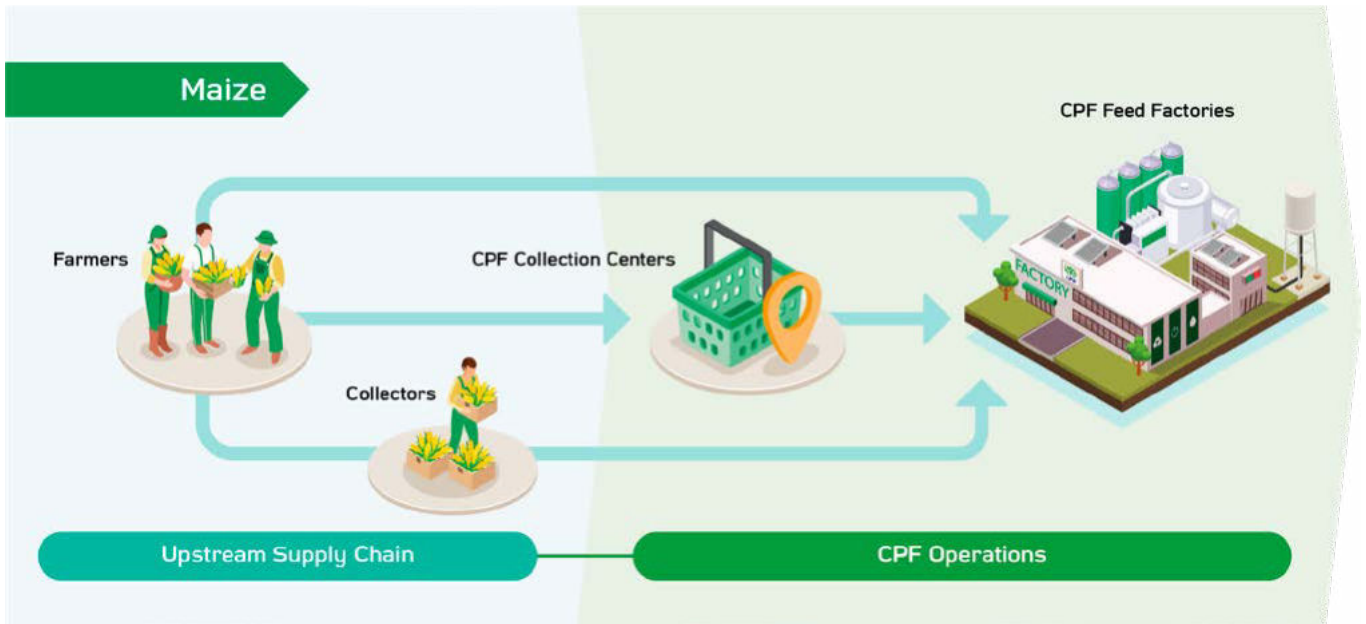 Maize
CPF Feed Factories
Farmers
CPF Collection Centers
FACTORY
Collectors
Upstream Supply Chain
CPF Operations